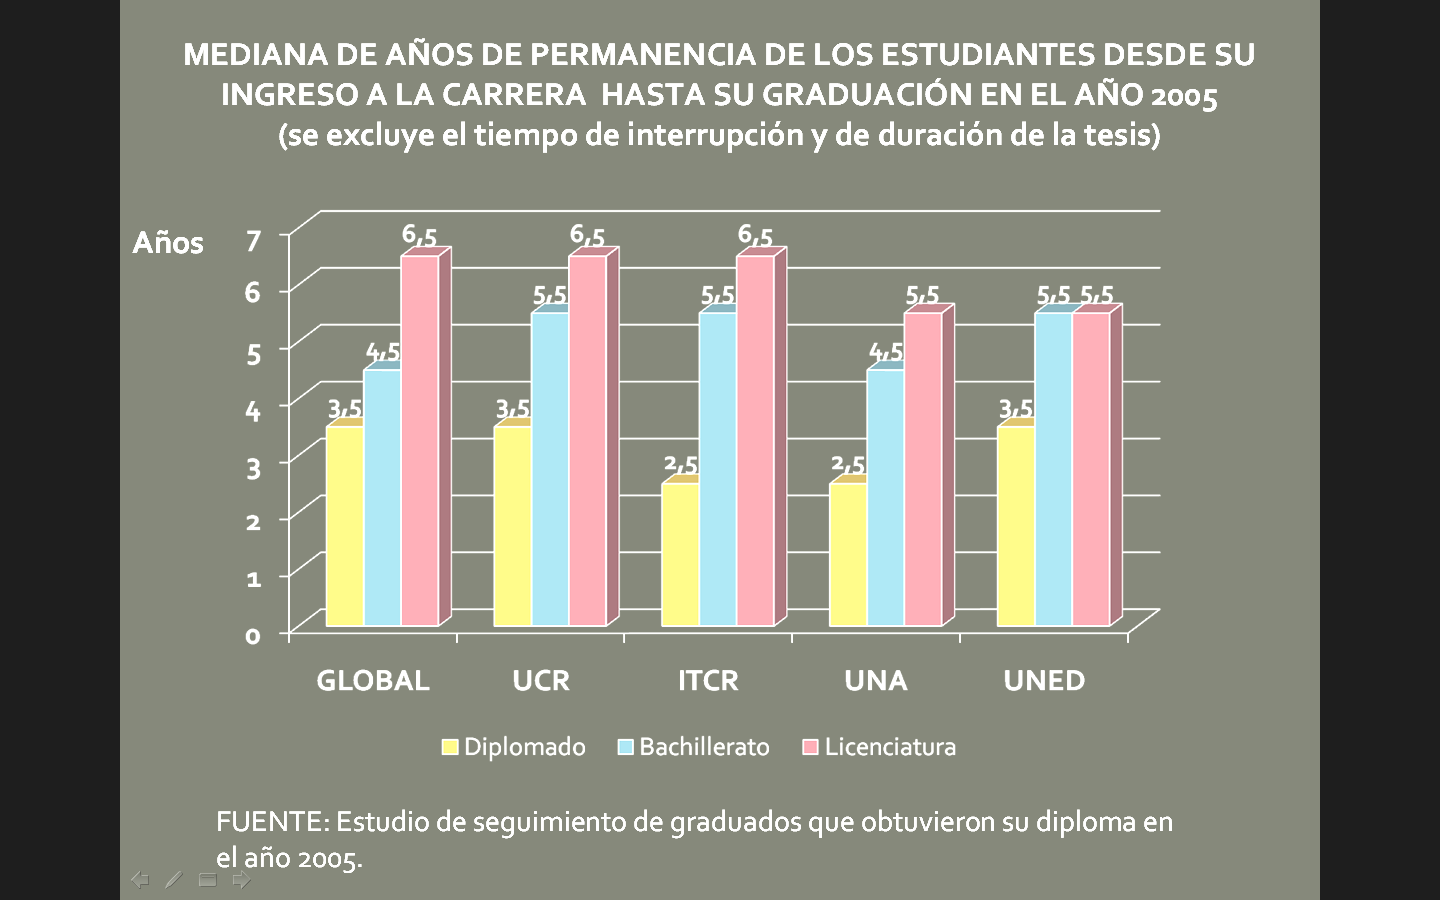 MEDIANA DE AÑOS DE PERMANENCIA DE LOS ESTUDIANTES DESDE SU
INGRESO A LA CARRERA HASTA SU GRADUACIÓN EN EL AÑO 2005
(se excluye el tiempo de interrupción y de duración de la tesis)
Años
7
6
5
4
3
2
1
0
3,5 4,5 6,5
3,5 5,5 6,5
2,5 5,5 6,5
2,5 4,5 5,5
3,5 5,5 5,5
GLOBAL UCR ITCR UNA UNED
Diplomado Bachillerato Licenciatura
FUENTE: Estudio de seguimiento de graduados que obtuvieron su diploma en
el año 2005.